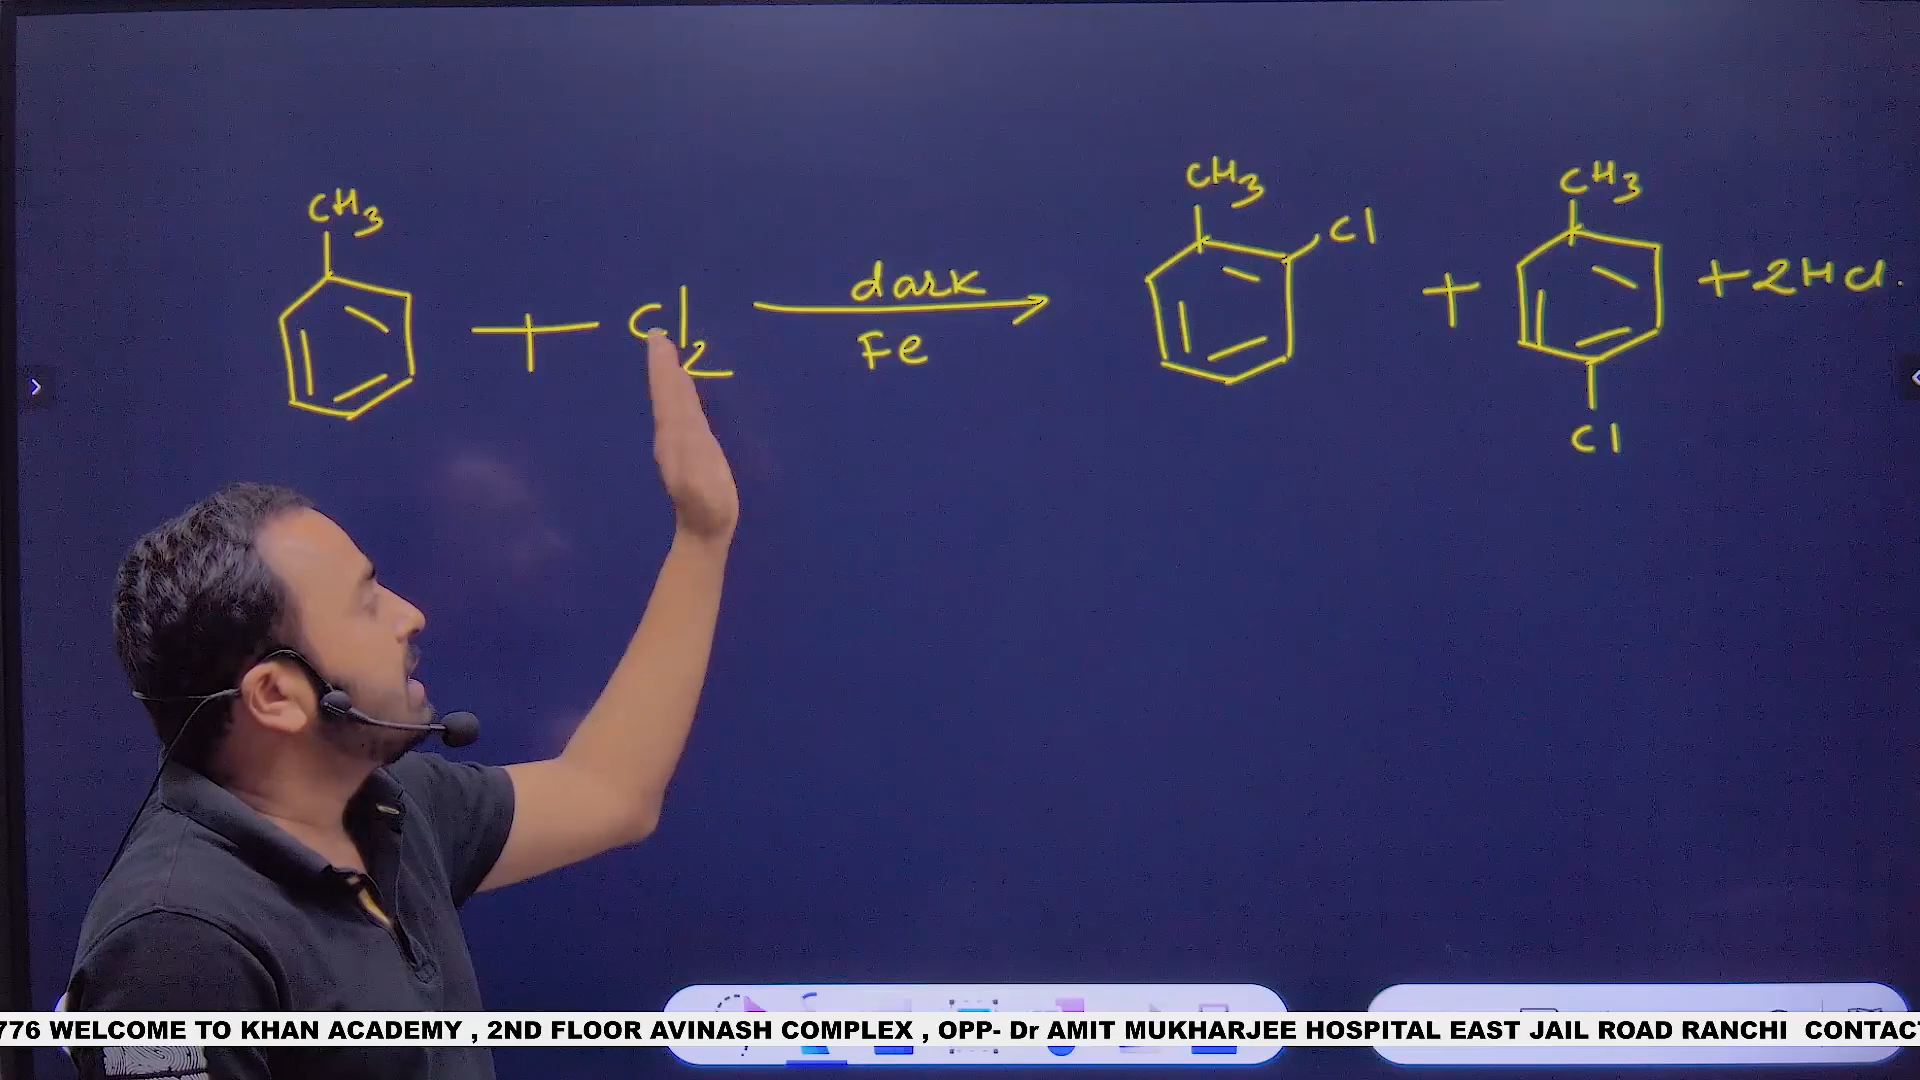 CH3
+ Cl2
dark
Fe
CH3
Cl
+
CH3
Cl
+ 2HCl.
776 WELCOME TO KHAN ACADEMY , 2ND FLOOR AVINASH COMPLEX , OPP- Dr AMIT MUKHARJEE HOSPITAL EAST JAIL ROAD RANCHI CONTAC